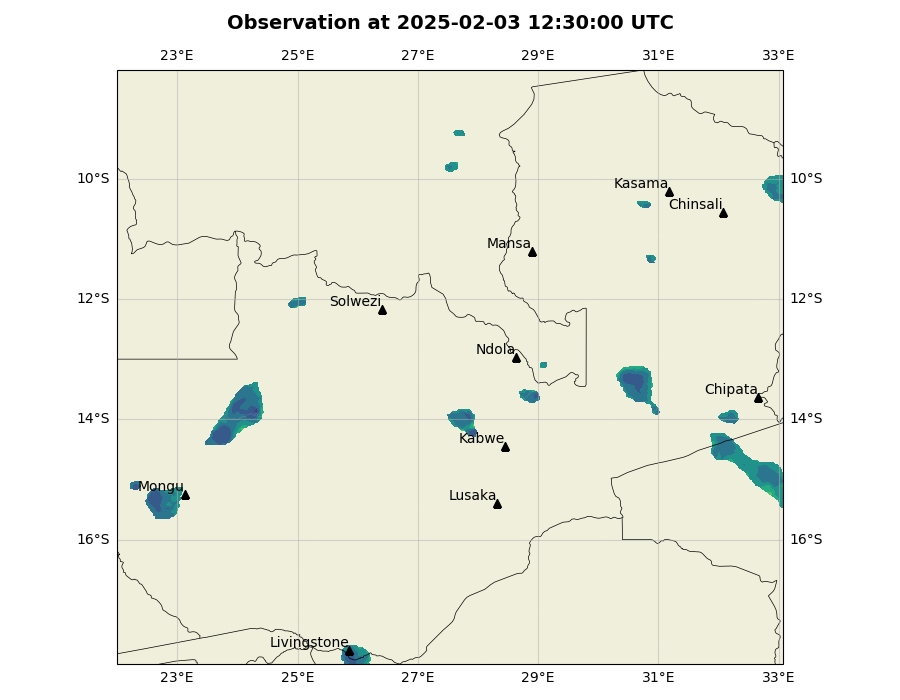 Observation at 2025-02-03 12:30:00 UTC
23°E 25°E 27°E 29°E 31°E 33°E
10°S 10°S
Kasama
Chinsali
Mansa
12°S 12°S
Solwezi
Ndola
Chipata
14°S 14°S
Kabwe
Mongu
Lusaka
16°S 16°S
Livingstone
23°E 25°E 27°E 29°E 31°E 33°E